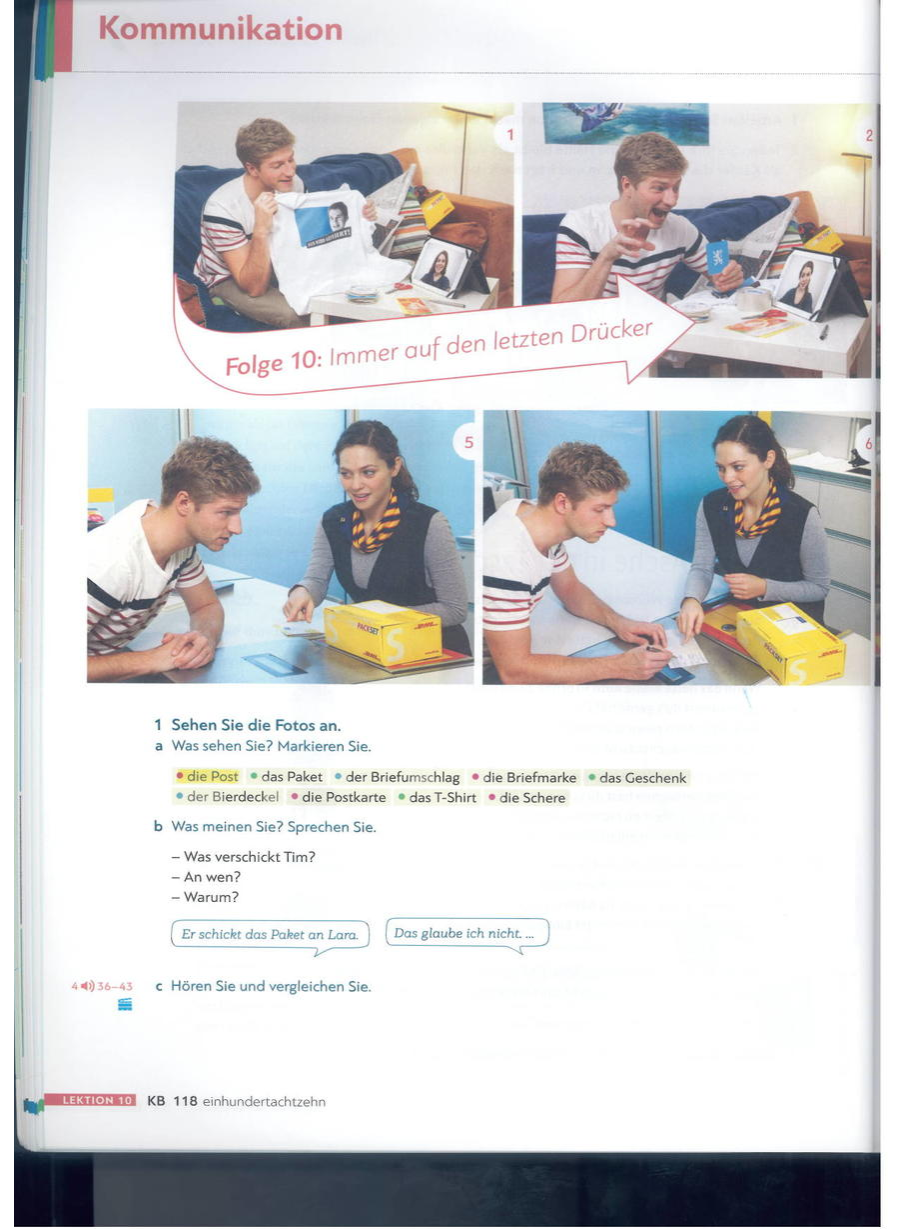 Kommunikation
1
2
Folge 10: Immer auf den letzten Drücker
5
6
PACKSET
S
PACKSET
S
1 Sehen Sie die Fotos an.
a Was sehen Sie? Markieren Sie.
• die Post • das Paket • der Briefumschlag • die Briefmarke • das Geschenk
• der Bierdeckel • die Postkarte • das T-Shirt • die Schere
b Was meinen Sie? Sprechen Sie.
– Was verschickt Tim?
– An wen?
– Warum?
Er schickt das Paket an Lara.
Das glaube ich nicht. ...
4 36–43 c Hören Sie und vergleichen Sie.
LEKTION 10 KB 118 einhundertachtzehn